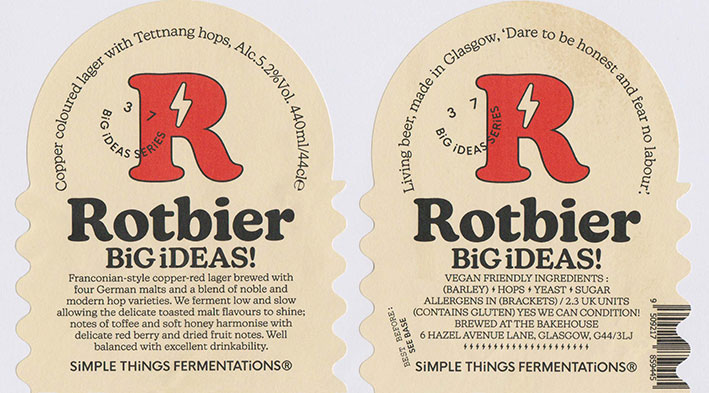 Copper coloured lager with Tettnang hops, Alc.5.2%Vol. 440ml/44cl℮
R
3 7
BiG iDEAS SERiES
Rotbier
BiG iDEAS!
Franconian-style copper-red lager brewed with
four German malts and a blend of noble and
modern hop varieties. We ferment low and slow
allowing the delicate toasted malt flavours to shine;
notes of toffee and soft honey harmonise with
delicate red berry and dried fruit notes. Well
balanced with excellent drinkability.
SiMPLE THiNGS FERMENTATiONS®
Living beer, made in Glasgow, 'Dare to be honest and fear no labour'.
R
3 7
BiG iDEAS SERiES
Rotbier
BiG iDEAS!
VEGAN FRIENDLY INGREDIENTS :
(BARLEY) HOPS YEAST SUGAR
ALLERGENS IN (BRACKETS) / 2.3 UK UNITS
(CONTAINS GLUTEN) YES WE CAN CONDITION!
BREWED AT THE BAKEHOUSE
6 HAZEL AVENUE LANE, GLASGOW, G44/3LJ
BEST BEFORE:
SEE BASE
SiMPLE THiNGS FERMENTATiONS®
9 509217 859445